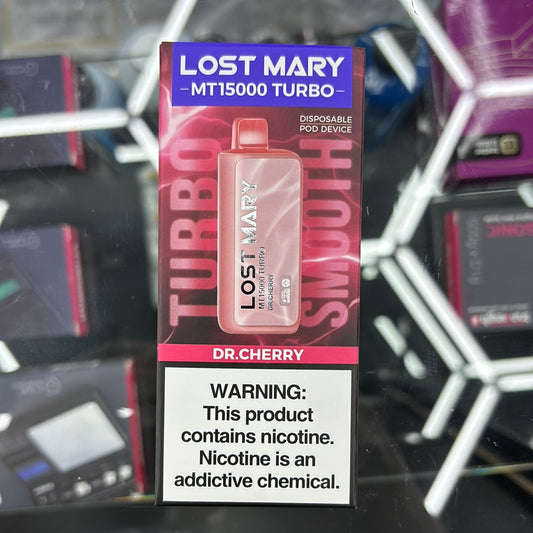 LOST MARY
MT15000 TURBO
DISPOSABLE
POD DEVICE
TURBO
SMOOTH
LOST MARY
MT15000 TURBO
DR.CHERRY
DR.CHERRY
WARNING:
This product
contains nicotine.
Nicotine is an
addictive chemical.